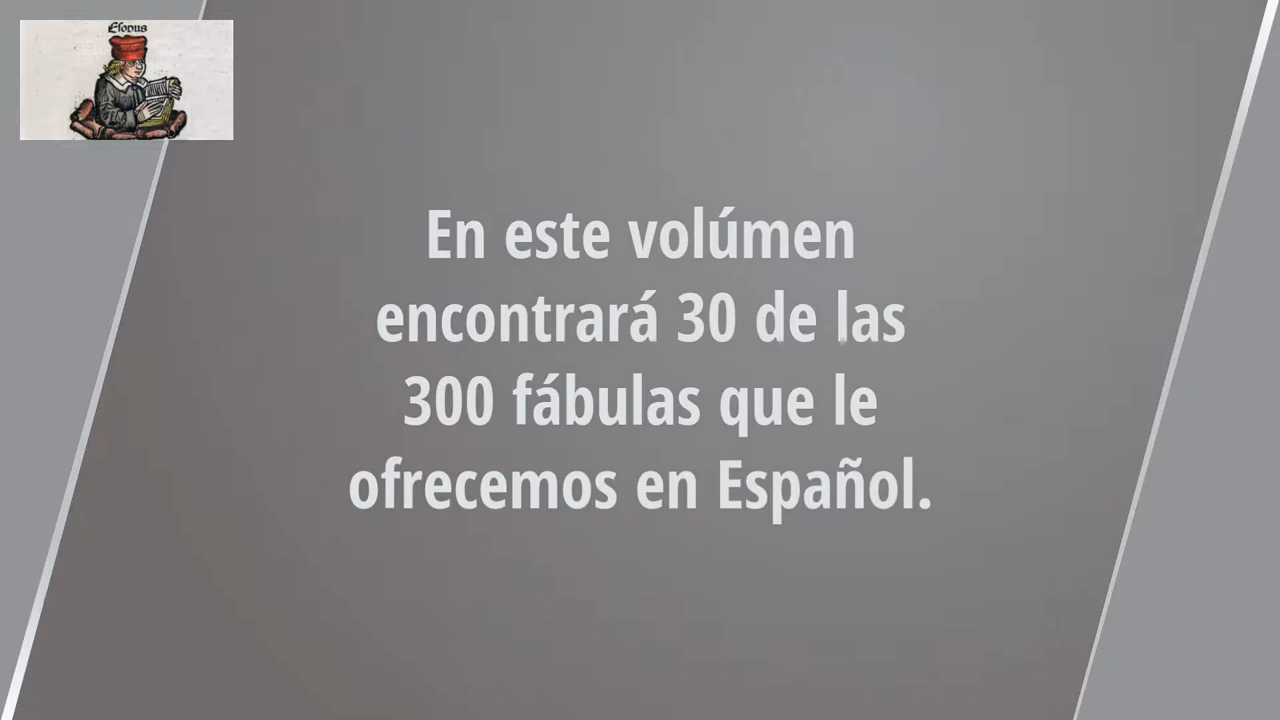 Esopus
En este volúmen
encontrará 30 de las
300 fábulas que le
ofrecemos en Español.